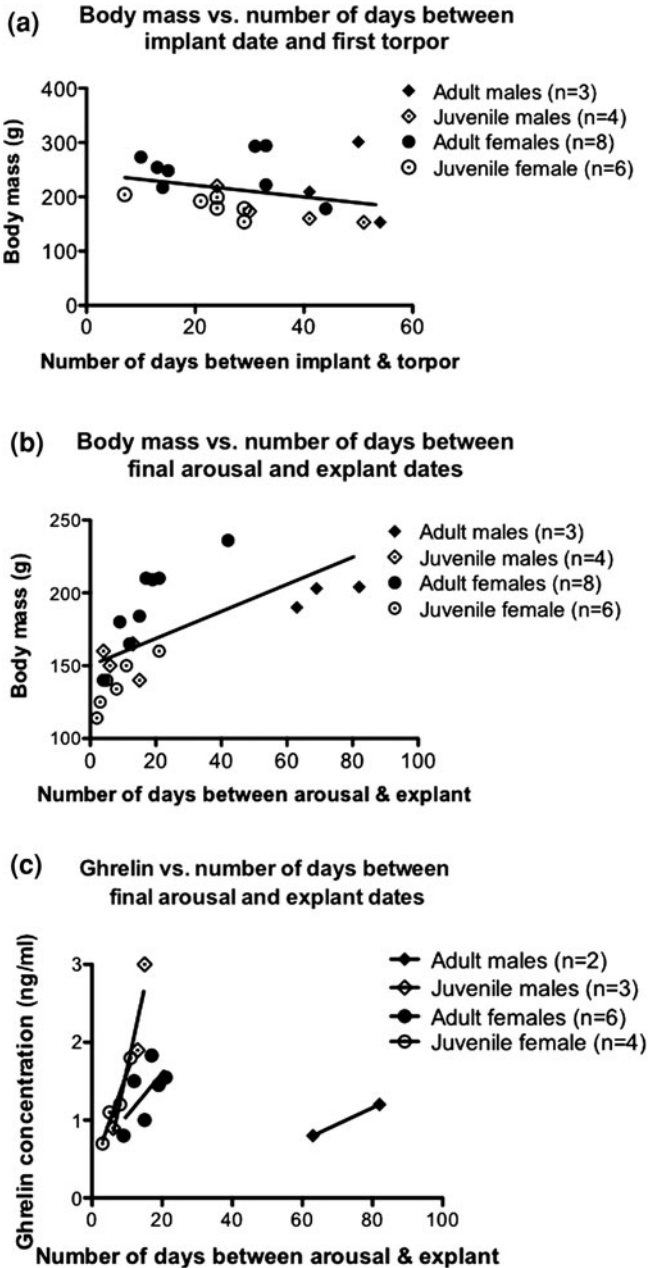 (a) Body mass vs. number of days between
implant date and first torpor
Body mass (g)
400
300
200
100
0
0 20 40 60
Number of days between implant & torpor
Adult males (n=3)
Juvenile males (n=4)
Adult females (n=8)
Juvenile female (n=6)
(b) Body mass vs. number of days between
final arousal and explant dates
Body mass (g)
250
200
150
100
0 20 40 60 80 100
Number of days between arousal & explant
Adult males (n=3)
Juvenile males (n=4)
Adult females (n=8)
Juvenile female (n=6)
(c) Ghrelin vs. number of days between
final arousal and explant dates
Ghrelin concentration (ng/ml)
3
2
1
0
0 20 40 60 80 100
Number of days between arousal & explant
Adult males (n=2)
Juvenile males (n=3)
Adult females (n=6)
Juvenile female (n=4)